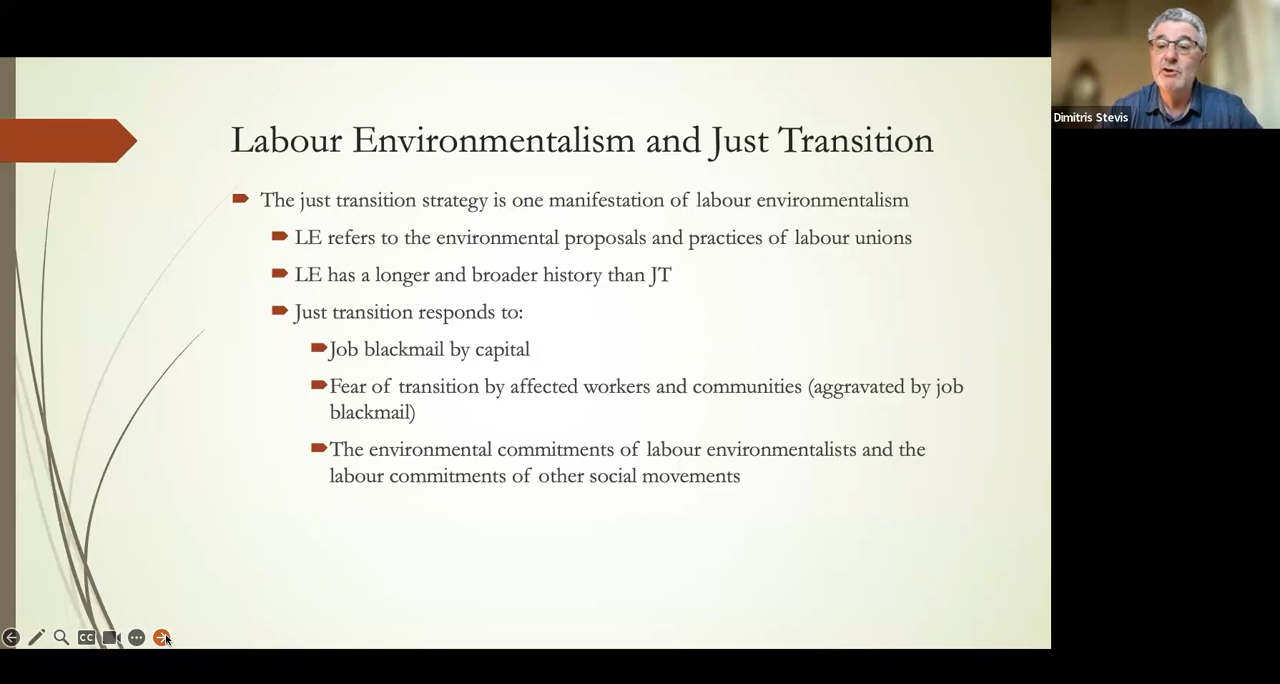 Labour Environmentalism and Just Transition
The just transition strategy is one manifestation of labour environmentalism
LE refers to the environmental proposals and practices of labour unions
LE has a longer and broader history than JT
Just transition responds to:
Job blackmail by capital
Fear of transition by affected workers and communities (aggravated by job
blackmail)
The environmental commitments of labour environmentalists and the
labour commitments of other social movements
Dimitris Stevis
CC